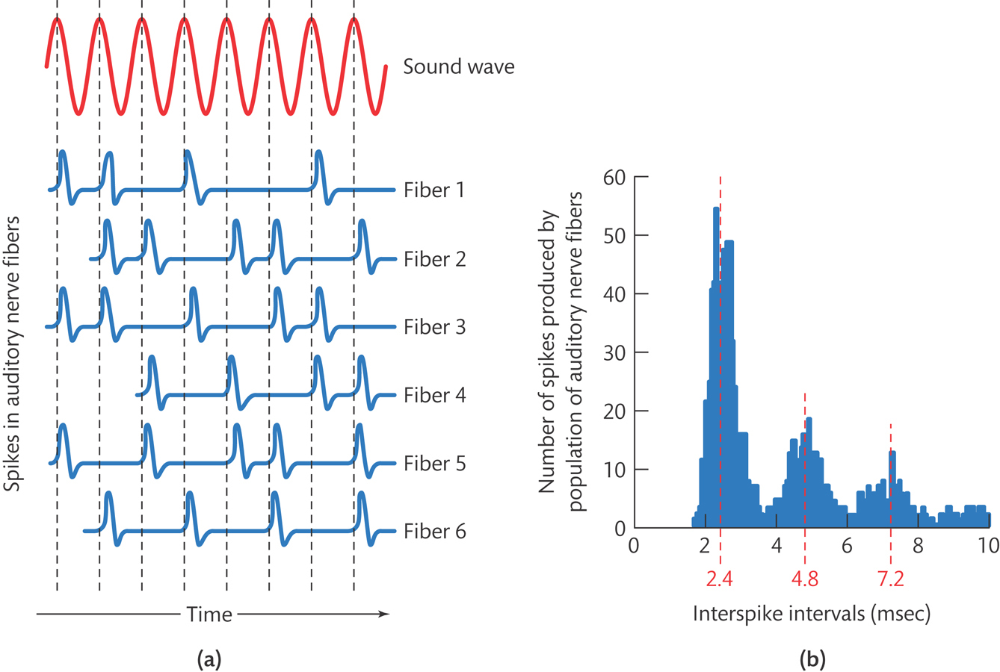 Sound wave
Spikes in auditory nerve fibers
Fiber 1
Fiber 2
Fiber 3
Fiber 4
Fiber 5
Fiber 6
Time
(a)
Number of spikes produced by
population of auditory nerve fibers
60
50
40
30
20
10
0
0 2 4 6 8 10
2.4 4.8 7.2
Interspike intervals (msec)
(b)